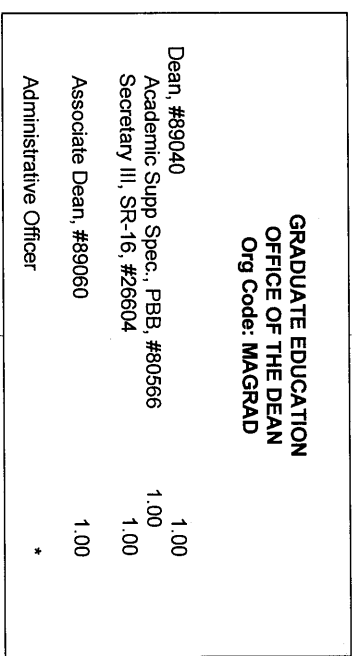 GRADUATE EDUCATION
OFFICE OF THE DEAN
Org Code: MAGRAD
Dean, #89040 1.00
Academic Supp Spec., PBB, #80566 1.00
Secretary III, SR-16, #26604 1.00
Associate Dean, #89060 1.00
Administrative Officer *